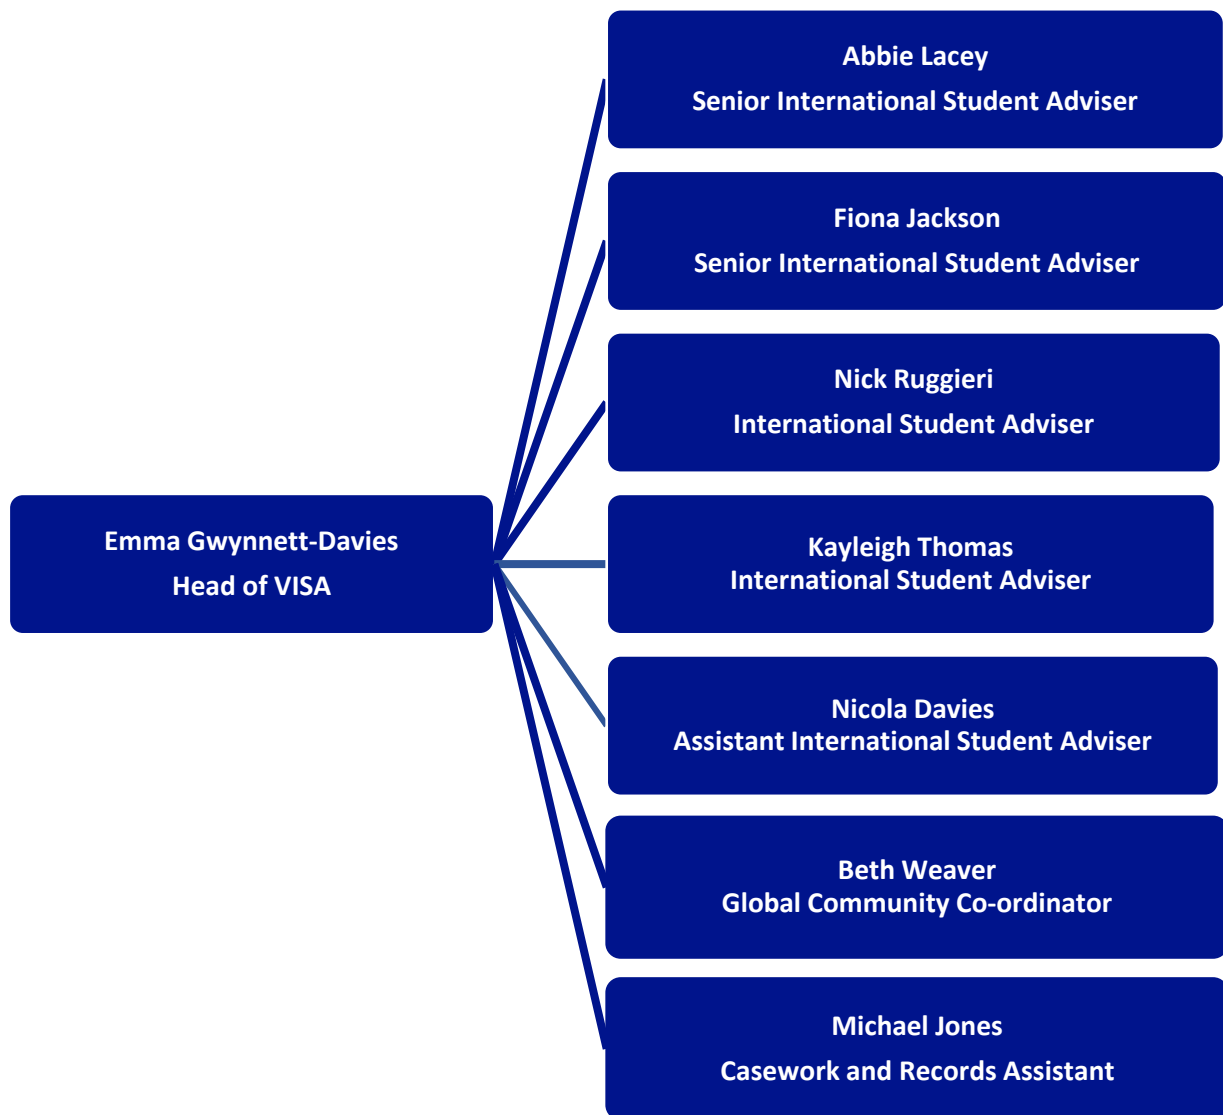 Abbie Lacey
Senior International Student Adviser
Fiona Jackson
Senior International Student Adviser
Nick Ruggieri
International Student Adviser
Emma Gwynnett-Davies
Head of VISA
Kayleigh Thomas
International Student Adviser
Nicola Davies
Assistant International Student Adviser
Beth Weaver
Global Community Co-ordinator
Michael Jones
Casework and Records Assistant